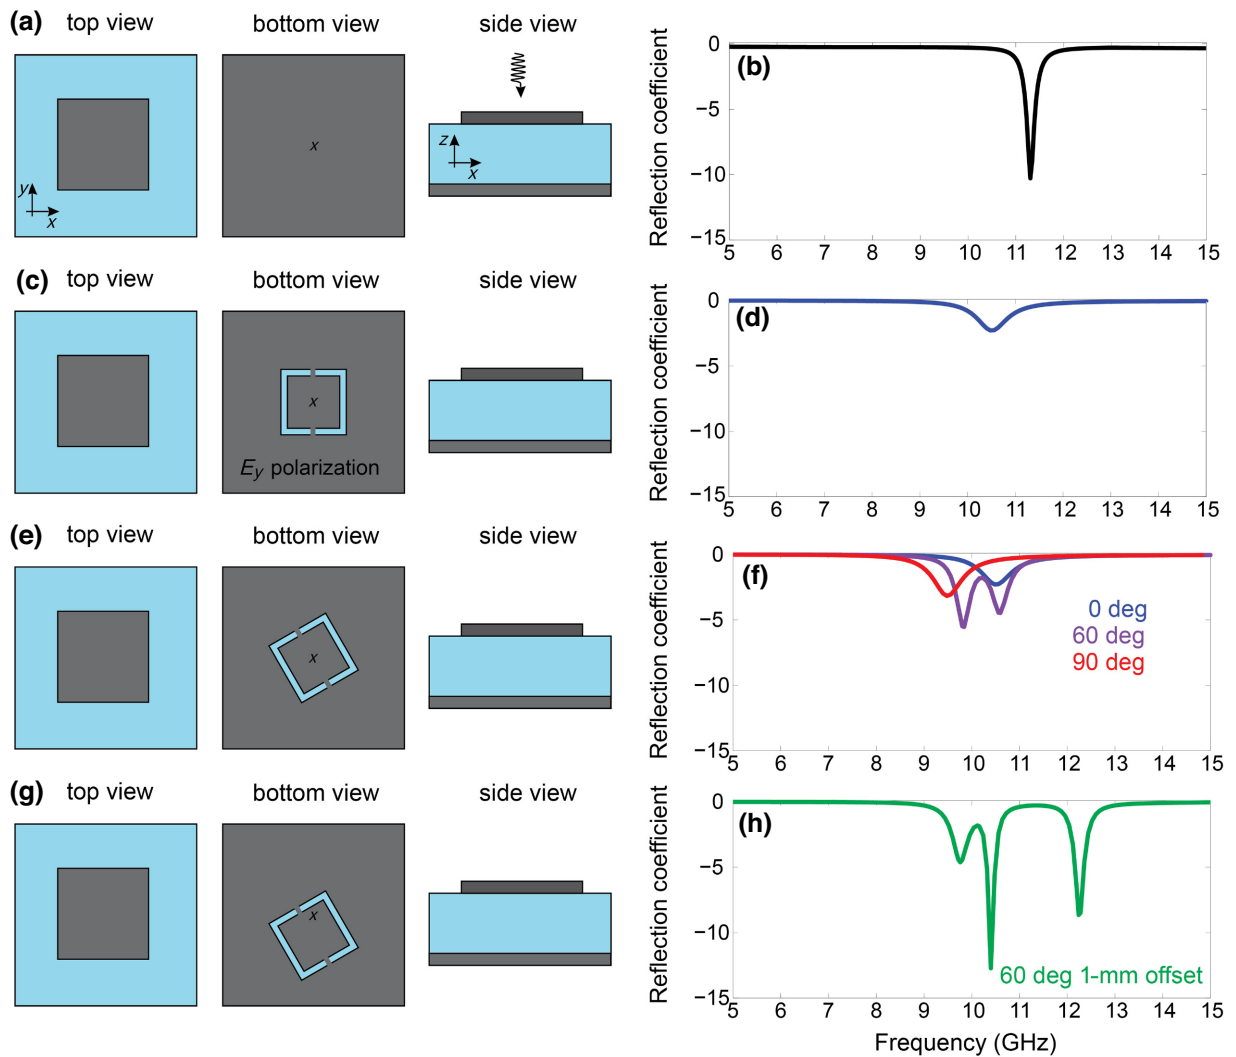 (a) top view bottom view side view
x
z
x
y
x
(b)
Reflection coefficient
0
−5
−10
−15
5 6 7 8 9 10 11 12 13 14 15
(c) top view bottom view side view
x
E_y polarization
(d)
Reflection coefficient
0
−5
−10
−15
5 6 7 8 9 10 11 12 13 14 15
(e) top view bottom view side view
x
(f)
Reflection coefficient
0
−5
−10
−15
0 deg
60 deg
90 deg
5 6 7 8 9 10 11 12 13 14 15
(g) top view bottom view side view
x
(h)
Reflection coefficient
0
−5
−10
−15
60 deg 1-mm offset
5 6 7 8 9 10 11 12 13 14 15
Frequency (GHz)